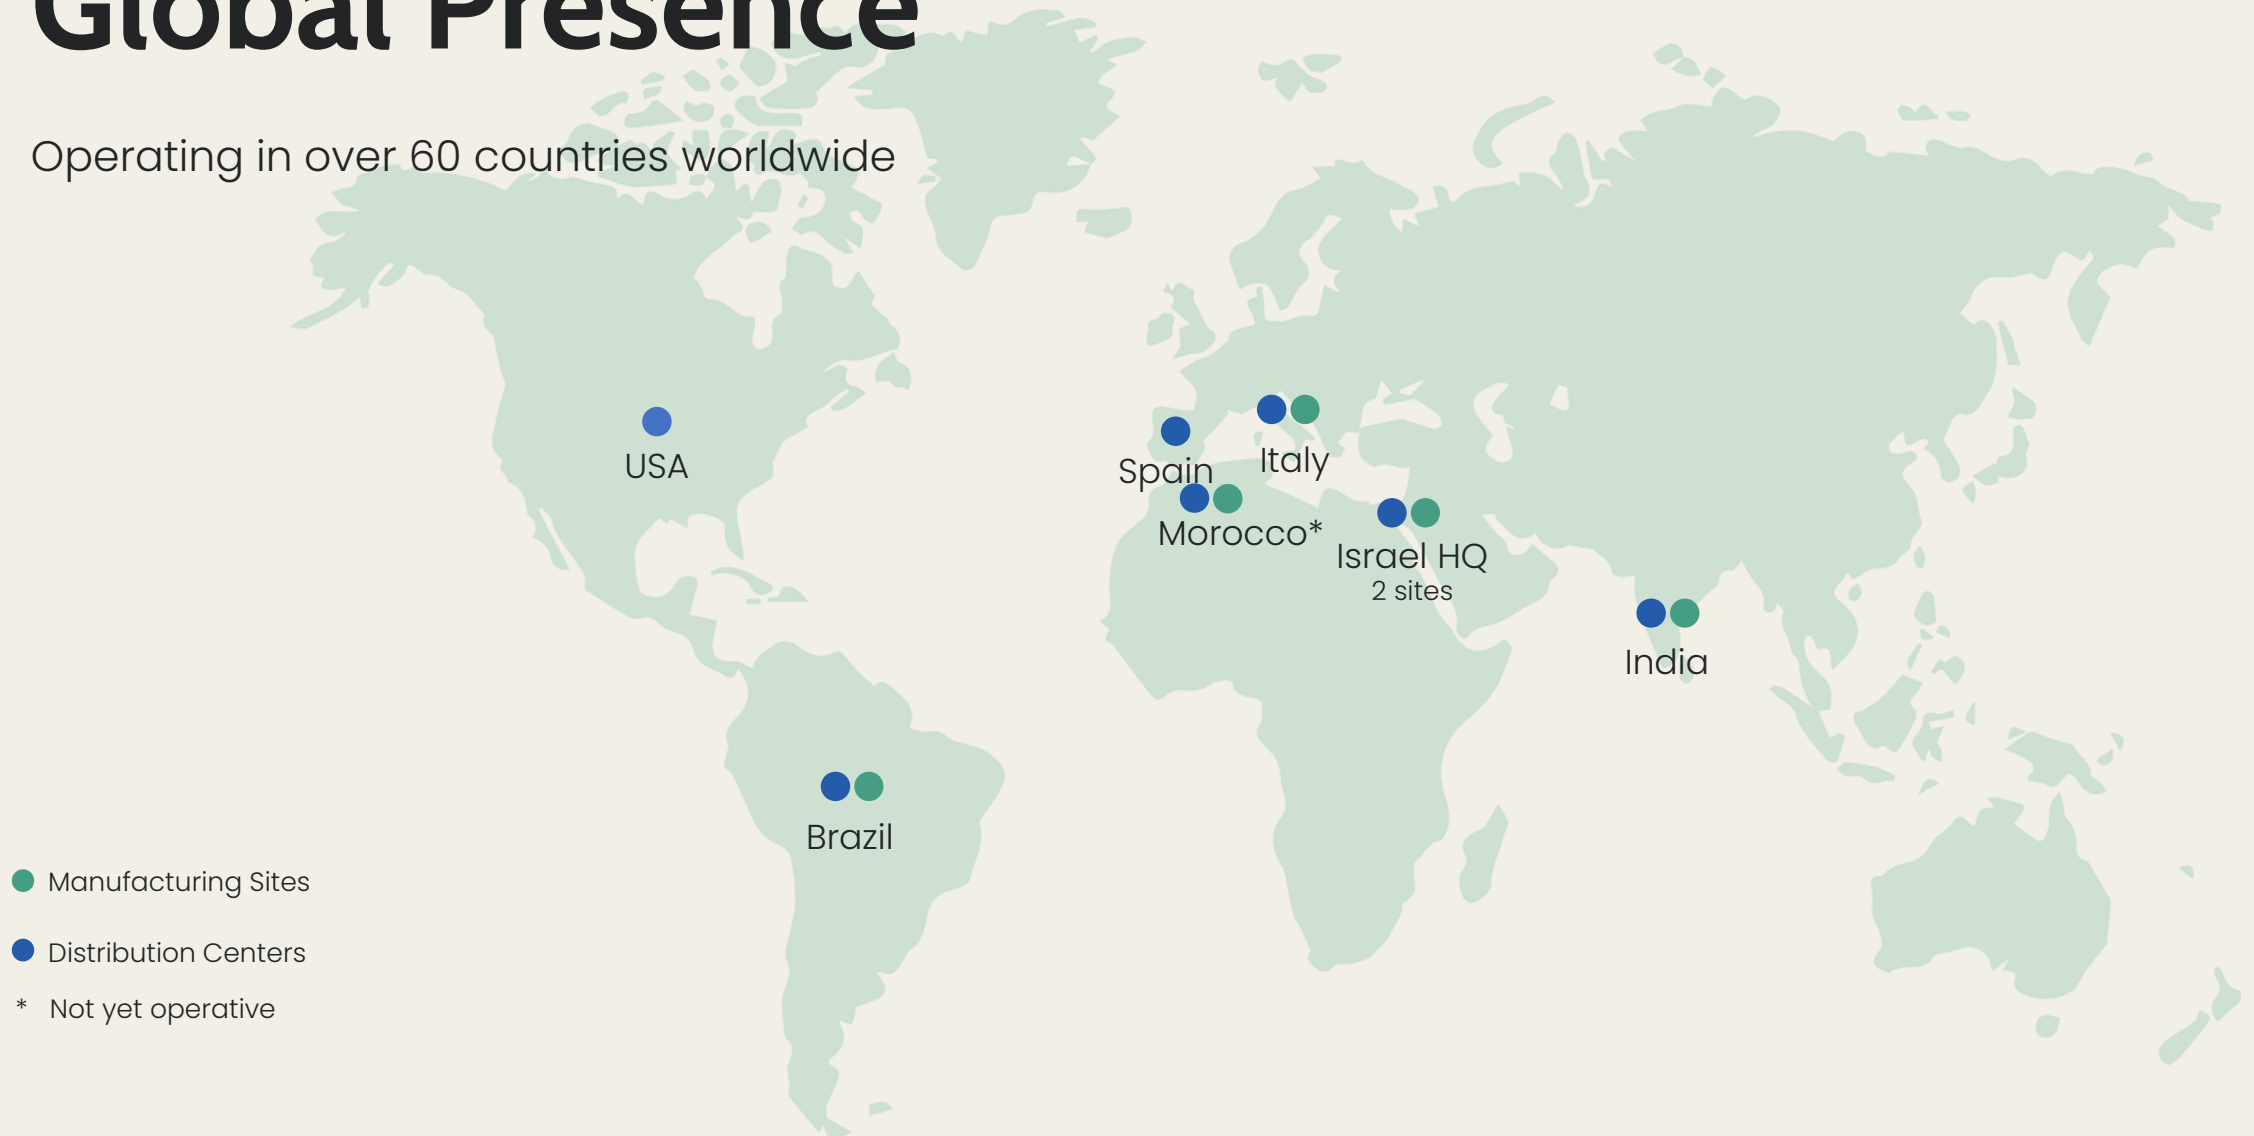 Global Presence
Operating in over 60 countries worldwide
USA
Spain
Italy
Morocco*
Israel HQ
2 sites
India
Brazil
Manufacturing Sites
Distribution Centers
* Not yet operative